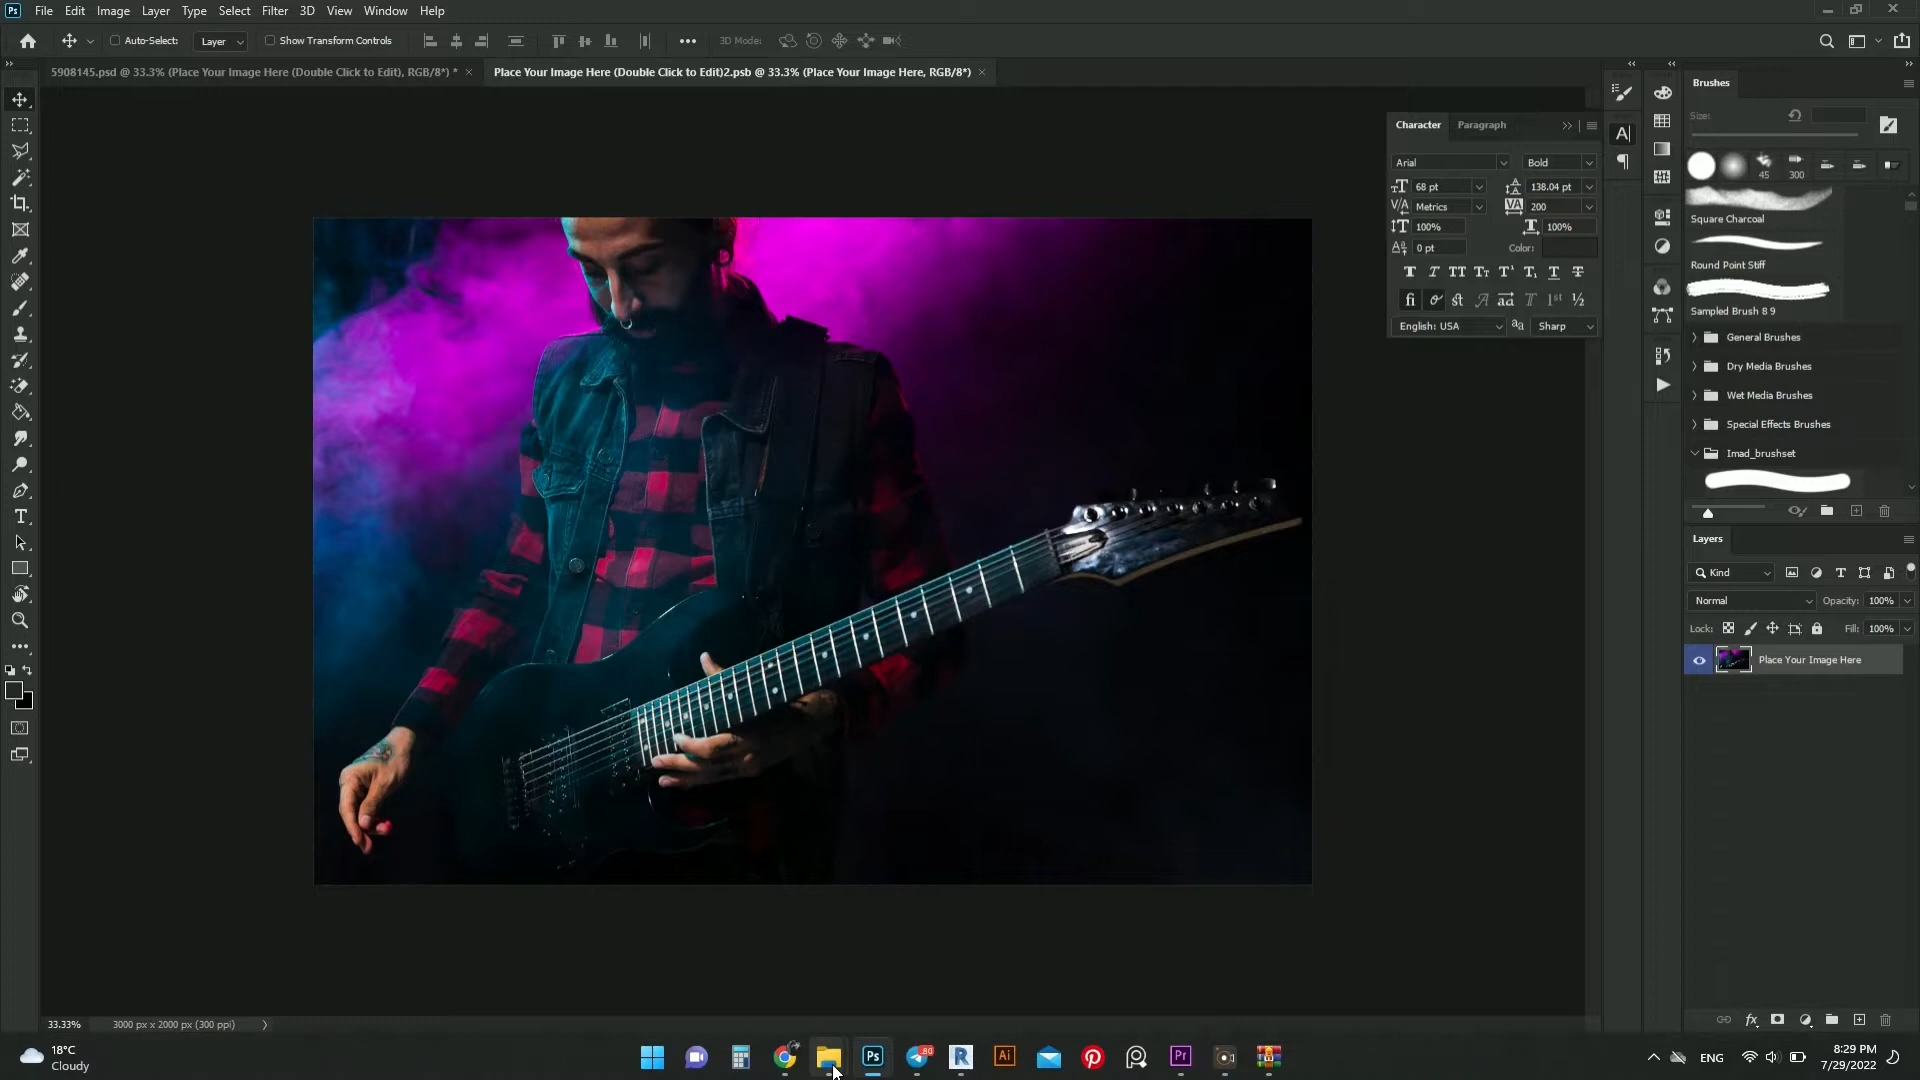 Ps File Edit Image Layer Type Select Filter 3D View Window Help
Auto-Select: Layer Show Transform Controls 3D Mode:
5908145.psd @ 33.3% (Place Your Image Here (Double Click to Edit), RGB/8*) * Place Your Image Here (Double Click to Edit)2.psb @ 33.3% (Place Your Image Here, RGB/8*)
Brushes
Size:
45 300
Square Charcoal
Round Point Stiff
Sampled Brush 8 9
General Brushes
Dry Media Brushes
Wet Media Brushes
Special Effects Brushes
Imad_brushset
Character Paragraph
Arial Bold
68 pt 138.04 pt
Metrics 200
100% 100%
0 pt Color:
English: USA Sharp
Layers
Kind
Normal Opacity: 100%
Lock: Fill: 100%
Place Your Image Here
33.33% 3000 px x 2000 px (300 ppi)
18°C
Cloudy
Ps 80 R Ai Pr
ENG
8:29 PM
7/29/2022